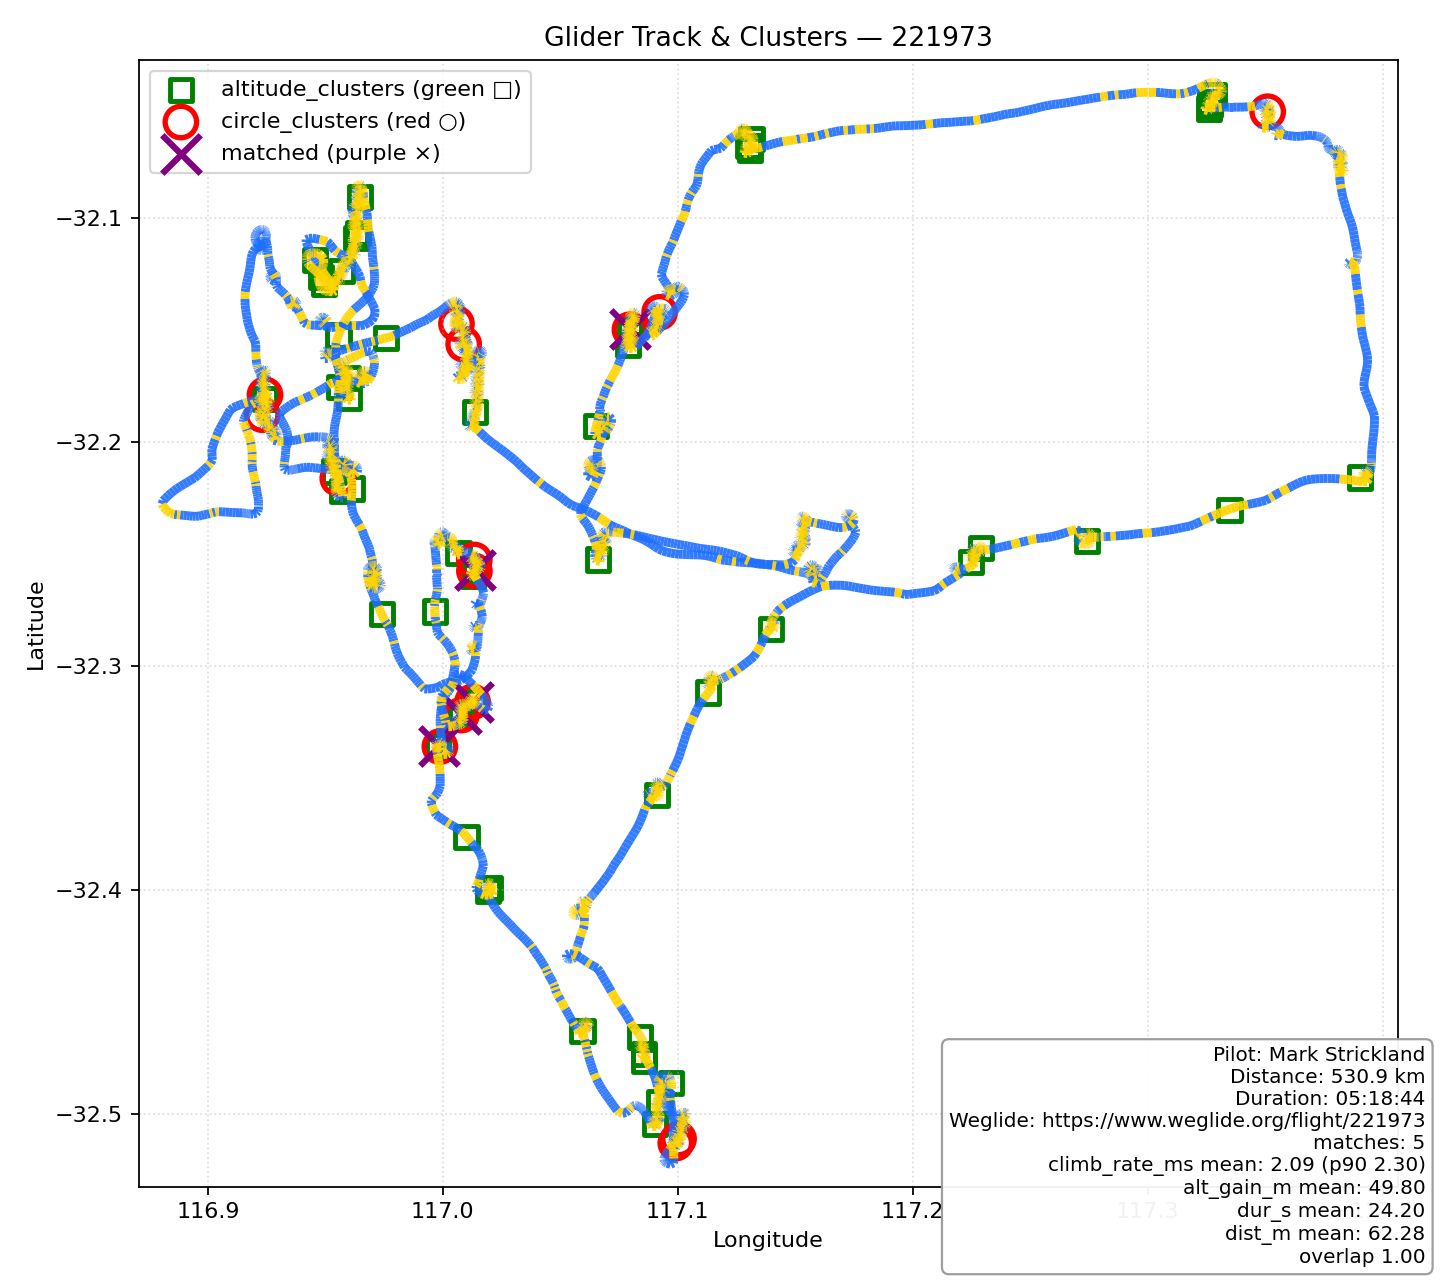 Glider Track & Clusters — 221973
altitude_clusters (green □)
circle_clusters (red ○)
matched (purple ×)
−32.1
−32.2
−32.3
−32.4
−32.5
Latitude
116.9
117.0
117.1
117.2
117.3
Longitude
Pilot: Mark Strickland
Distance: 530.9 km
Duration: 05:18:44
Weglide: https://www.weglide.org/flight/221973
matches: 5
climb_rate_ms mean: 2.09 (p90 2.30)
alt_gain_m mean: 49.80
dur_s mean: 24.20
dist_m mean: 62.28
overlap 1.00